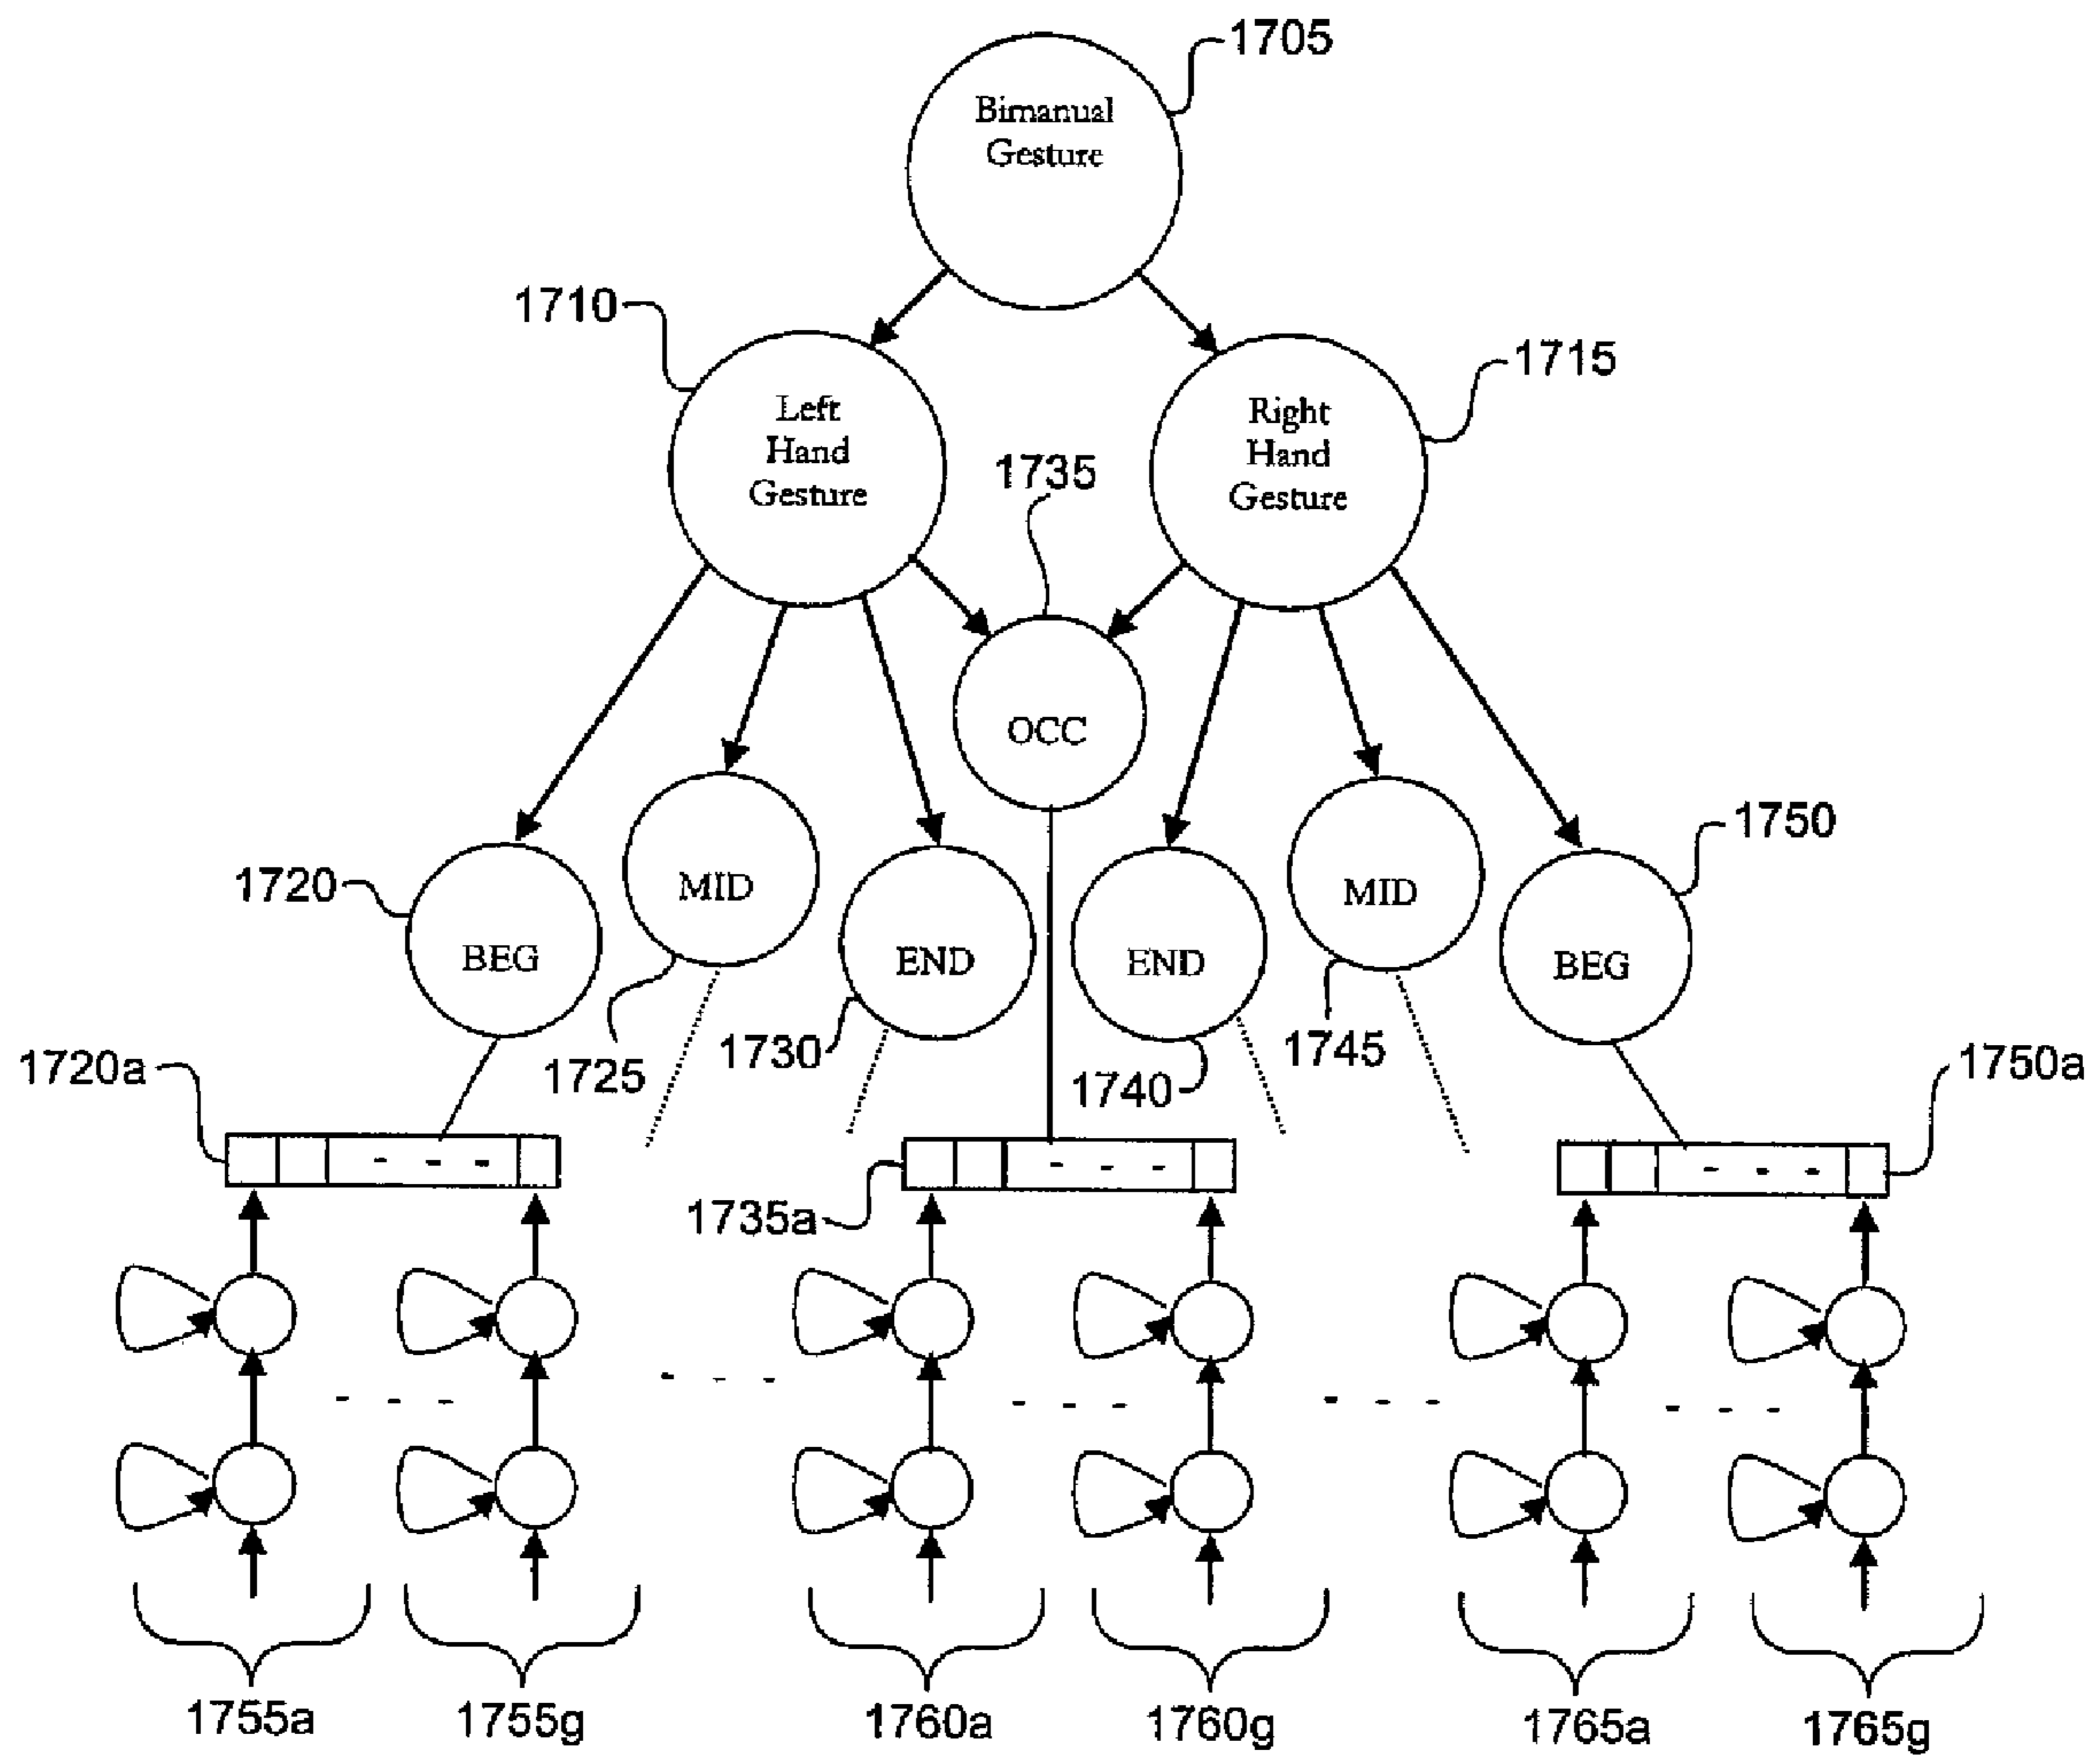 1705
Bimanual
Gesture
1710
1715
Left
Hand
Gesture
Right
Hand
Gesture
1735
OCC
1750
1720
MID
MID
BEG
END
END
BEG
1725
1730
1740
1745
1720a
1750a
1735a
1755a
1755g
1760a
1760g
1765a
1765g